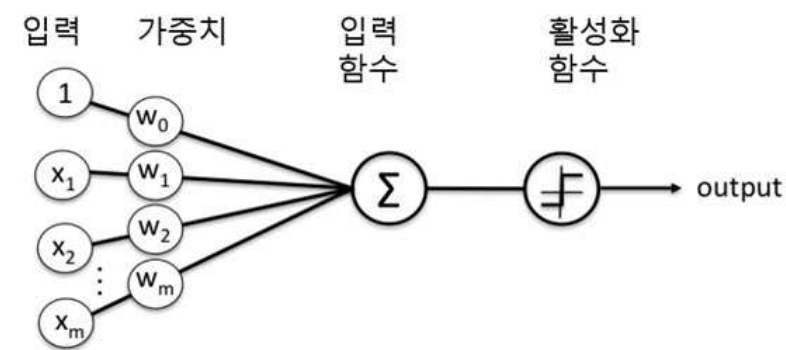 입력 가중치 입력 함수 활성화 함수
1 w₀
x₁ w₁ Σ output
x₂ w₂
⋮
xₘ wₘ